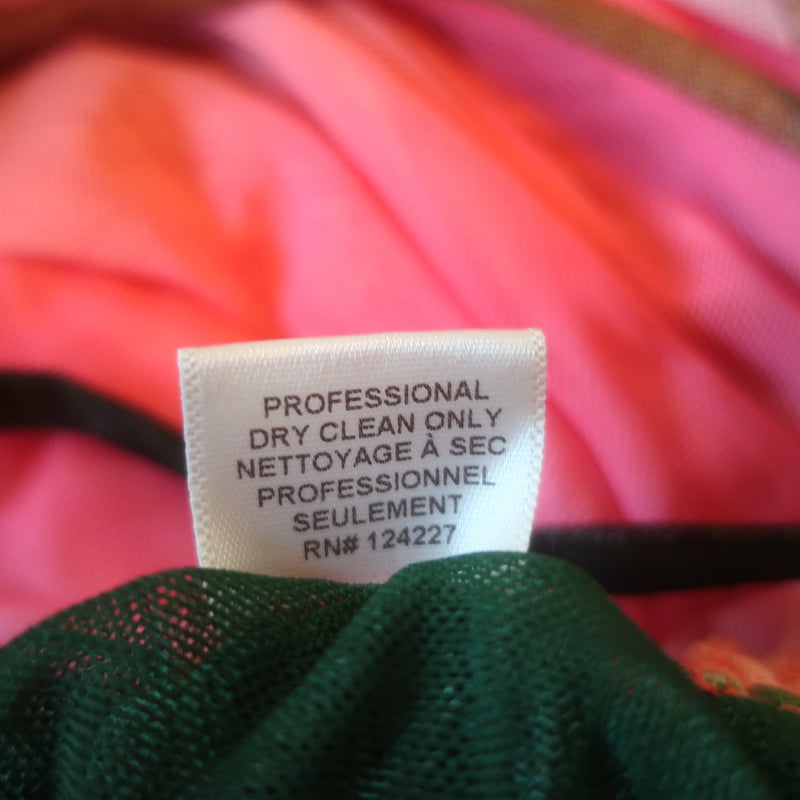 PROFESSIONAL
DRY CLEAN ONLY
NETTOYAGE À SEC
PROFESSIONNEL
SEULEMENT
RN# 124227